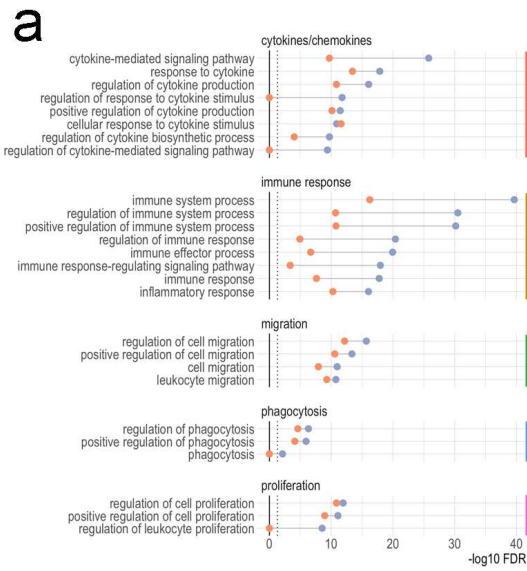 a
cytokines/chemokines
cytokine-mediated signaling pathway
response to cytokine
regulation of cytokine production
regulation of response to cytokine stimulus
positive regulation of cytokine production
cellular response to cytokine stimulus
regulation of cytokine biosynthetic process
regulation of cytokine-mediated signaling pathway
immune response
immune system process
regulation of immune system process
positive regulation of immune system process
regulation of immune response
immune effector process
immune response-regulating signaling pathway
immune response
inflammatory response
migration
regulation of cell migration
positive regulation of cell migration
cell migration
leukocyte migration
phagocytosis
regulation of phagocytosis
positive regulation of phagocytosis
phagocytosis
proliferation
regulation of cell proliferation
positive regulation of cell proliferation
regulation of leukocyte proliferation
0 10 20 30 40
-log10 FDR